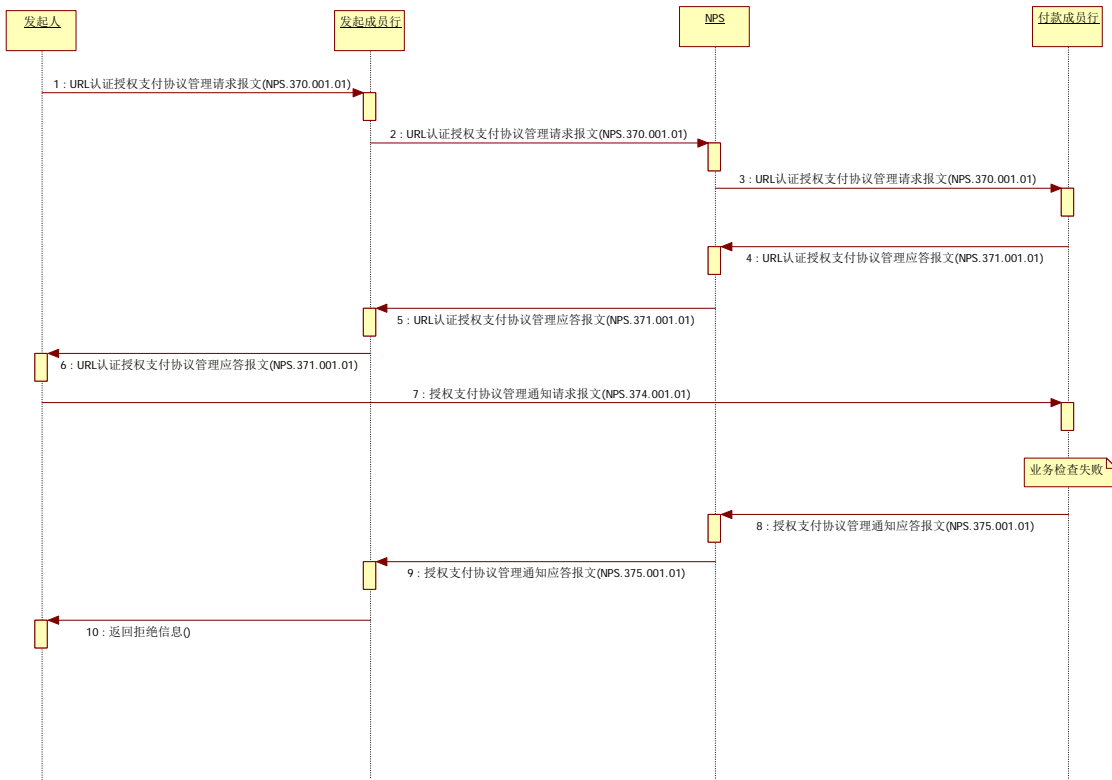 发起人
发起成员行
NPS
付款成员行
1 : URL认证授权支付协议管理请求报文(NPS.370.001.01)
2 : URL认证授权支付协议管理请求报文(NPS.370.001.01)
3 : URL认证授权支付协议管理请求报文(NPS.370.001.01)
4 : URL认证授权支付协议管理应答报文(NPS.371.001.01)
5 : URL认证授权支付协议管理应答报文(NPS.371.001.01)
6 : URL认证授权支付协议管理应答报文(NPS.371.001.01)
7 : 授权支付协议管理通知请求报文(NPS.374.001.01)
业务检查失败
8 : 授权支付协议管理通知应答报文(NPS.375.001.01)
9 : 授权支付协议管理通知应答报文(NPS.375.001.01)
10 : 返回拒绝信息()